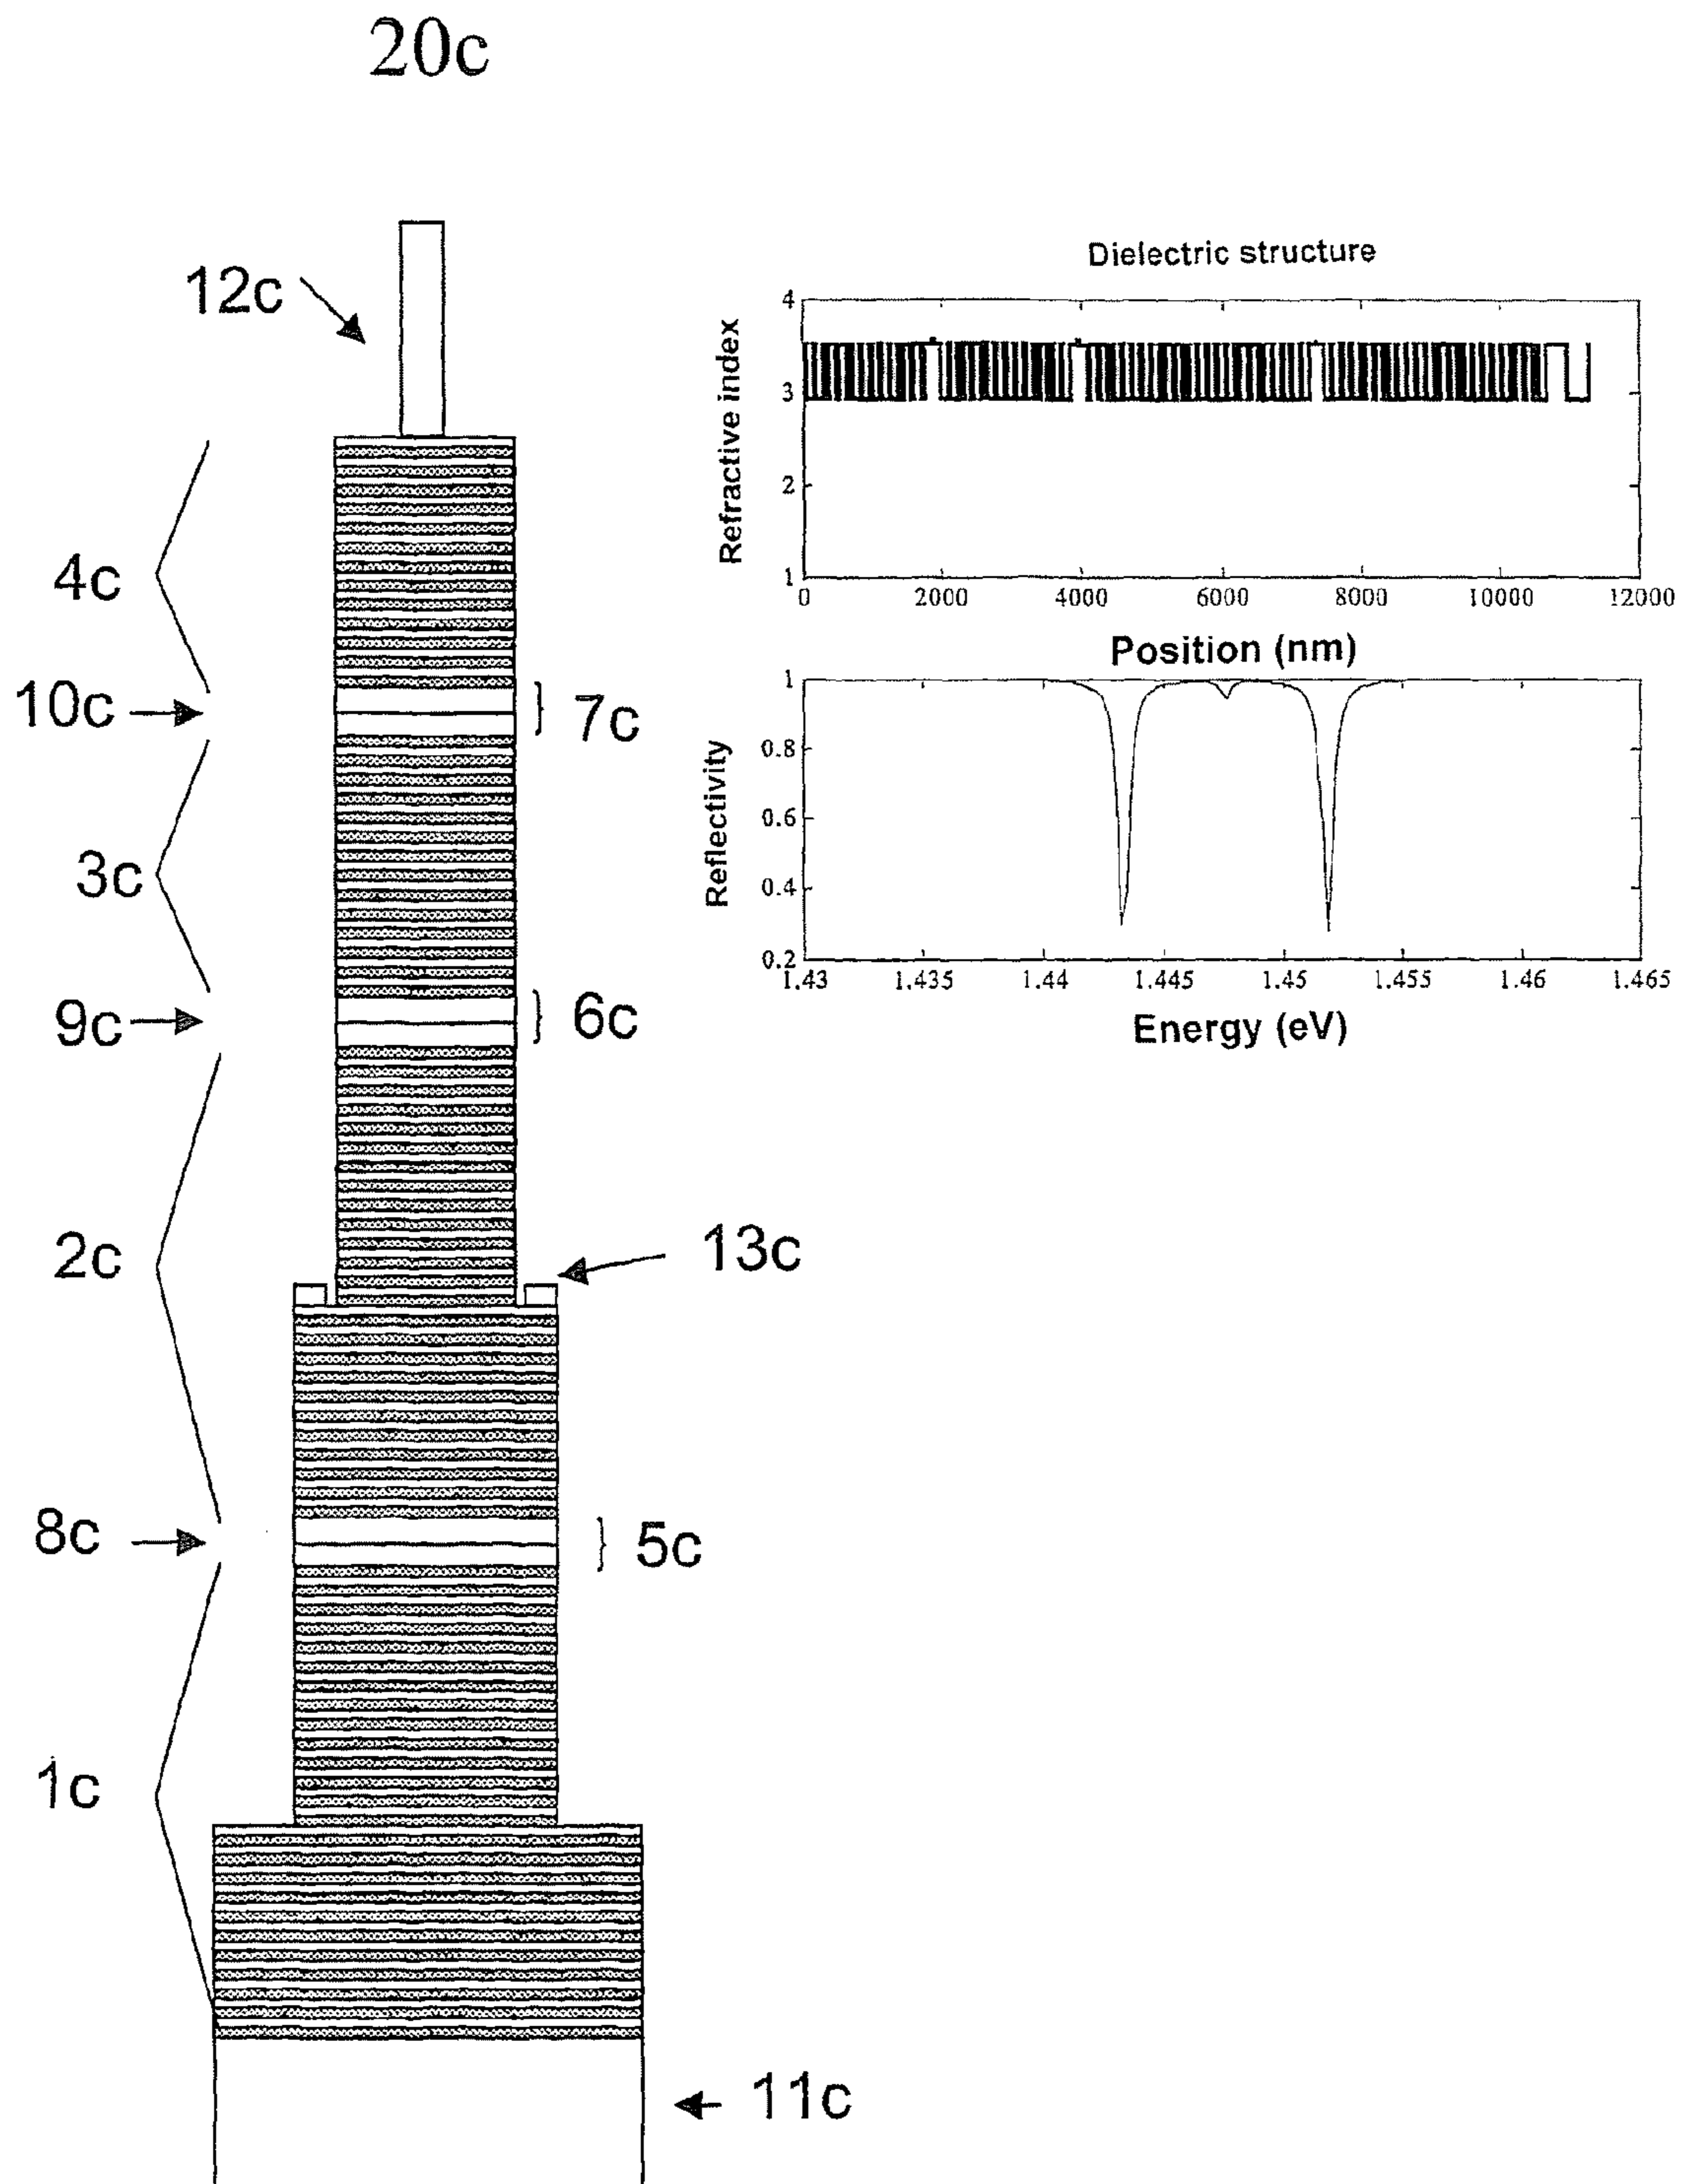 20c
12c
4c
10c
7c
3c
9c
6c
2c
13c
8c
5c
1c
11c
Dielectric structure
Refractive index
4
3
2
1
0 2000 4000 6000 8000 10000 12000
Position (nm)
Reflectivity
1
0.8
0.6
0.4
0.2
1.43 1.435 1.44 1.445 1.45 1.455 1.46 1.465
Energy (eV)